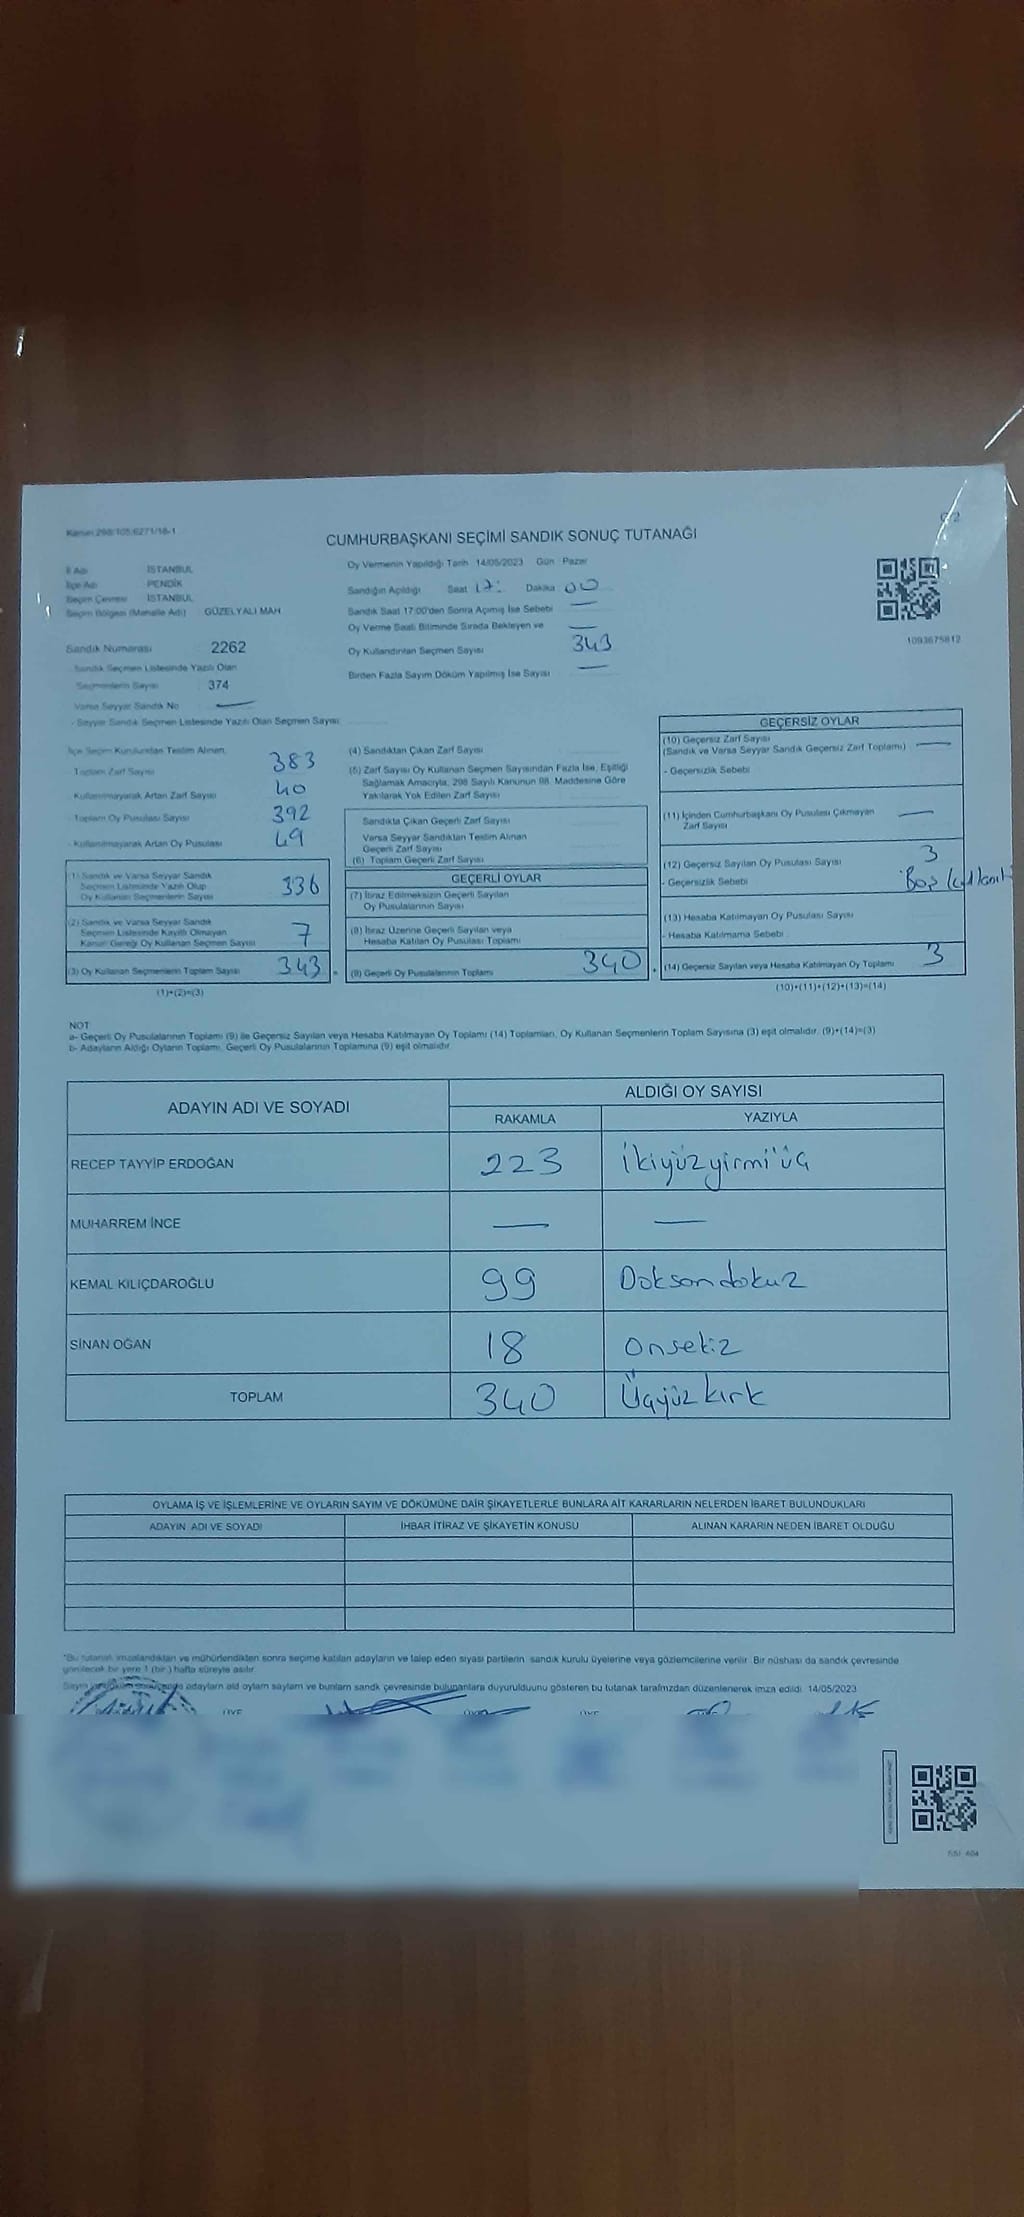 Kanun:298/105;6271/18-1
G 2
CUMHURBAŞKANI SEÇİMİ SANDIK SONUÇ TUTANAĞI
İl Adı İSTANBUL
İlçe Adı PENDİK
Seçim Çevresi İSTANBUL
Seçim Bölgesi (Mahalle Adı) GÜZELYALI MAH
Sandık Numarası 2262
Sandık Seçmen Listesinde Yazılı Olan
Seçmenlerin Sayısı 374
Varsa Seyyar Sandık No —
- Seyyar Sandık Seçmen Listesinde Yazılı Olan Seçmen Sayısı
Oy Vermenin Yapıldığı Tarih 14/05/2023 Gün Pazar
Sandığın Açıldığı Saat 17: Dakika 00
Sandık Saat 17:00'den Sonra Açımış İse Sebebi —
Oy Verme Saati Bitiminde Sırada Bekleyen ve —
Oy Kullandırılan Seçmen Sayısı 343
Birden Fazla Sayım Döküm Yapılmış İse Sayısı —
1093675812
İlçe Seçim Kurulundan Teslim Alınan
Toplam Zarf Sayısı 383
- Kullanılmayarak Artan Zarf Sayısı 40
- Toplam Oy Pusulası Sayısı 392
- Kullanılmayarak Artan Oy Pusulası 49
(1) Sandık ve Varsa Seyyar Sandık
Seçmen Listesinde Yazılı Olup
Oy Kullanan Seçmenlerin Sayısı 336
(2) Sandık ve Varsa Seyyar Sandık
Seçmen Listesinde Kayıtlı Olmayan
Kanun Gereği Oy Kullanan Seçmen Sayısı 7
(3) Oy Kullanan Seçmenlerin Toplam Sayısı 343
(1)+(2)=(3)
(4) Sandıktan Çıkan Zarf Sayısı
(5) Zarf Sayısı Oy Kullanan Seçmen Sayısından Fazla İse, Eşitliği
Sağlamak Amacıyla, 298 Sayılı Kanunun 98. Maddesine Göre
Yakılarak Yok Edilen Zarf Sayısı
Sandıkta Çıkan Geçerli Zarf Sayısı
Varsa Seyyar Sandıktan Teslim Alınan
Geçerli Zarf Sayısı
(6) Toplam Geçerli Zarf Sayısı
GEÇERLİ OYLAR
(7) İtiraz Edilmeksizin Geçerli Sayılan
Oy Pusulalarının Sayısı
(8) İtiraz Üzerine Geçerli Sayılan veya
Hesaba Katılan Oy Pusulası Toplamı
= (9) Geçerli Oy Pusulalarının Toplamı 340
GEÇERSİZ OYLAR
(10) Geçersiz Zarf Sayısı
(Sandık ve Varsa Seyyar Sandık Geçersiz Zarf Toplamı) —
- Geçersizlik Sebebi
(11) İçinden Cumhurbaşkanı Oy Pusulası Çıkmayan
Zarf Sayısı —
(12) Geçersiz Sayılan Oy Pusulası Sayısı 3
- Geçersizlik Sebebi Boş
(13) Hesaba Katılmayan Oy Pusulası Sayısı
- Hesaba Katılmama Sebebi
+ (14) Geçersiz Sayılan veya Hesaba Katılmayan Oy Toplamı 3
(10)+(11)+(12)+(13)=(14)
NOT
a- Geçerli Oy Pusulalarının Toplamı (9) ile Geçersiz Sayılan veya Hesaba Katılmayan Oy Toplamı (14) Toplamları, Oy Kullanan Seçmenlerin Toplam Sayısına (3) eşit olmalıdır. (9)+(14)=(3)
b- Adayların Aldığı Oyların Toplamı, Geçerli Oy Pusulalarının Toplamına (9) eşit olmalıdır
ADAYIN ADI VE SOYADI
ALDIĞI OY SAYISI
RAKAMLA YAZIYLA
RECEP TAYYİP ERDOĞAN 223 İkiyüzyirmi'üç
MUHARREM İNCE — —
KEMAL KILIÇDAROĞLU 99 Doksandokuz
SİNAN OĞAN 18 Onsekiz
TOPLAM 340 Üçyüzkırk
OYLAMA İŞ VE İŞLEMLERİNE VE OYLARIN SAYIM VE DÖKÜMÜNE DAİR ŞİKAYETLERLE BUNLARA AİT KARARLARIN NELERDEN İBARET BULUNDUKLARI
ADAYIN ADI VE SOYADI İHBAR İTİRAZ VE ŞİKAYETİN KONUSU ALINAN KARARIN NEDEN İBARET OLDUĞU
*Bu tutanak imzalandıktan ve mühürlendikten sonra seçime katılan adayların ve talep eden siyasi partilerin sandık kurulu üyelerine veya gözlemcilerine verilir. Bir nüshası da sandık çevresinde
görülecek bir yere 1 (bir ) hafta süreyle asılır.
Sayım adayların ald oyların sayların ve bunların sandk çevresinde bulunanlara duyurulduunu gösteren bu tutanak tarafmzdan düzenlenerek imza edildi. 14/05/2023
ÜYE ÜYE ÜYE